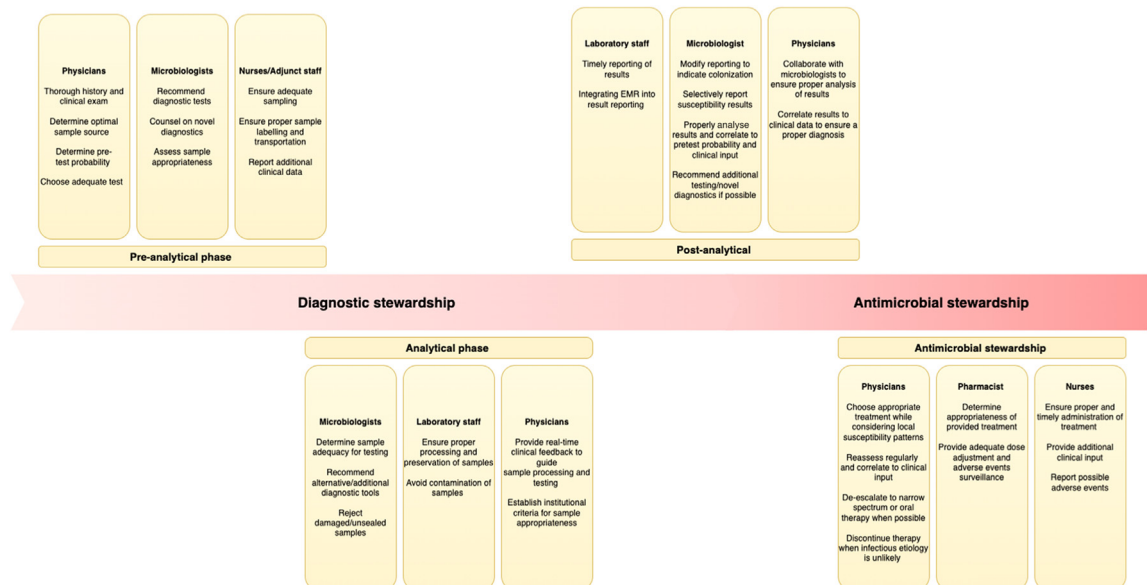 Physicians
Thorough history and
clinical exam
Determine optimal
sample source
Determine pre-
test probability
Choose adequate test
Microbiologists
Recommend
diagnostic tests
Counsel on novel
diagnostics
Assess sample
appropriateness
Nurses/Adjunct staff
Ensure adequate
sampling
Ensure proper sample
labelling and
transportation
Report additional
clinical data
Pre-analytical phase
Laboratory staff
Timely reporting of
results
Integrating EMR into
result reporting
Microbiologist
Modify reporting to
indicate colonization
Selectively report
susceptibility results
Properly analyse
results and correlate to
pretest probability and
clinical input
Recommend additional
testing/novel
diagnostics if possible
Physicians
Collaborate with
microbiologists to
ensure proper analysis
of results
Correlate results to
clinical data to ensure a
proper diagnosis
Post-analytical
Diagnostic stewardship
Antimicrobial stewardship
Analytical phase
Microbiologists
Determine sample
adequacy for testing
Recommend
alternative/additional
diagnostic tools
Reject
damaged/unsealed
samples
Laboratory staff
Ensure proper
processing and
preservation of samples
Avoid contamination of
samples
Physicians
Provide real-time
clinical feedback to
guide
sample processing and
testing
Establish institutional
criteria for sample
appropriateness
Antimicrobial stewardship
Physicians
Choose appropriate
treatment while
considering local
susceptibility patterns
Reassess regularly
and correlate to clinical
input
De-escalate to narrow
spectrum or oral
therapy when possible
Discontinue therapy
when infectious etiology
is unlikely
Pharmacist
Determine
appropriateness of
provided treatment
Provide adequate dose
adjustment and
adverse events
surveillance
Nurses
Ensure proper and
timely administration of
treatment
Provide additional
clinical input
Report possible
adverse events